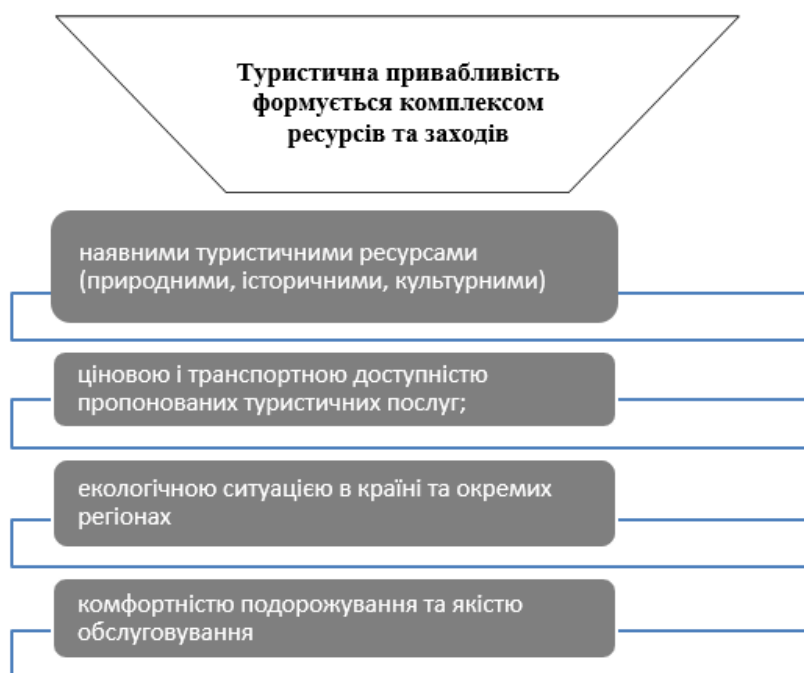 Туристична привабливість
формується комплексом
ресурсів та заходів
наявними туристичними ресурсами
(природними, історичними, культурними)
ціновою і транспортною доступністю
пропонованих туристичних послуг;
екологічною ситуацією в країні та окремих
регіонах
комфортністю подорожування та якістю
обслуговування